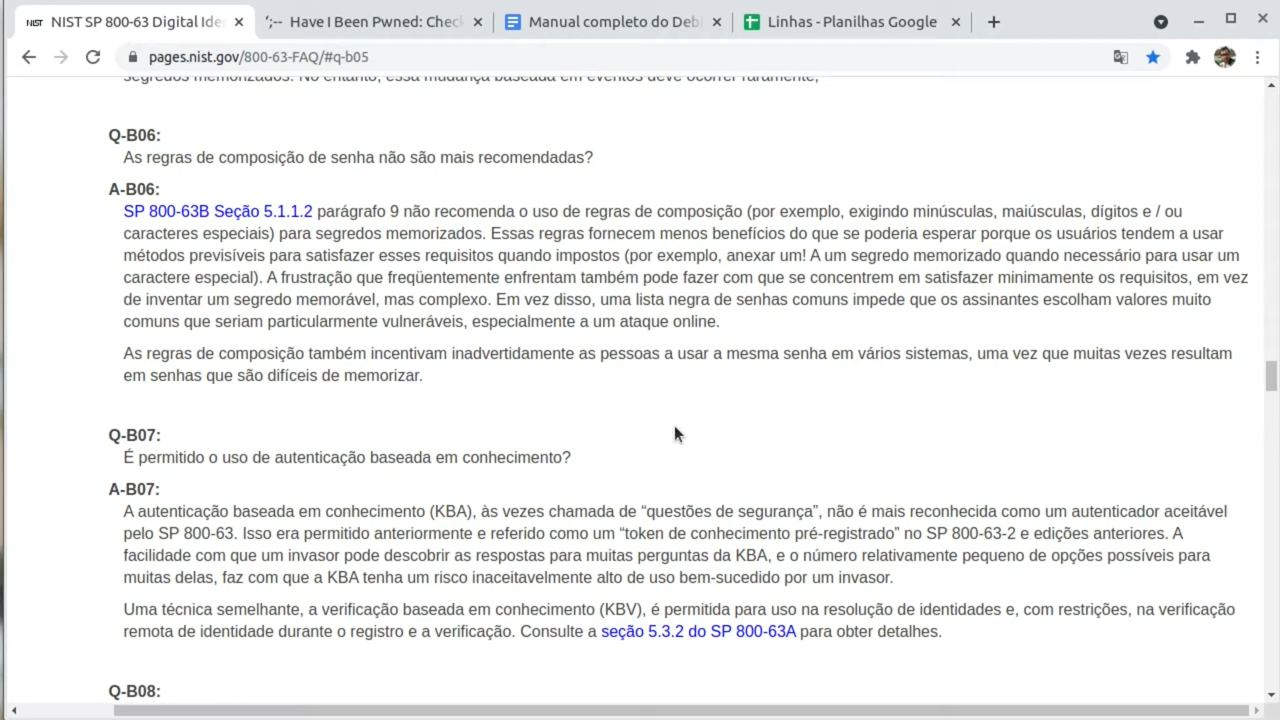 NIST SP 800-63 Digital Ide
';-- Have I Been Pwned: Chec
Manual completo do Deb
Linhas - Planilhas Google
pages.nist.gov/800-63-FAQ/#q-b05
segredos memorizados. No entanto, essa mudança baseada em eventos deve ocorrer raramente,
Q-B06:
As regras de composição de senha não são mais recomendadas?
A-B06:
SP 800-63B Seção 5.1.1.2 parágrafo 9 não recomenda o uso de regras de composição (por exemplo, exigindo minúsculas, maiúsculas, dígitos e / ou
caracteres especiais) para segredos memorizados. Essas regras fornecem menos benefícios do que se poderia esperar porque os usuários tendem a usar
métodos previsíveis para satisfazer esses requisitos quando impostos (por exemplo, anexar um! A um segredo memorizado quando necessário para usar um
caractere especial). A frustração que freqüentemente enfrentam também pode fazer com que se concentrem em satisfazer minimamente os requisitos, em vez
de inventar um segredo memorável, mas complexo. Em vez disso, uma lista negra de senhas comuns impede que os assinantes escolham valores muito
comuns que seriam particularmente vulneráveis, especialmente a um ataque online.
As regras de composição também incentivam inadvertidamente as pessoas a usar a mesma senha em vários sistemas, uma vez que muitas vezes resultam
em senhas que são difíceis de memorizar.
Q-B07:
É permitido o uso de autenticação baseada em conhecimento?
A-B07:
A autenticação baseada em conhecimento (KBA), às vezes chamada de “questões de segurança”, não é mais reconhecida como um autenticador aceitável
pelo SP 800-63. Isso era permitido anteriormente e referido como um “token de conhecimento pré-registrado” no SP 800-63-2 e edições anteriores. A
facilidade com que um invasor pode descobrir as respostas para muitas perguntas da KBA, e o número relativamente pequeno de opções possíveis para
muitas delas, faz com que a KBA tenha um risco inaceitavelmente alto de uso bem-sucedido por um invasor.
Uma técnica semelhante, a verificação baseada em conhecimento (KBV), é permitida para uso na resolução de identidades e, com restrições, na verificação
remota de identidade durante o registro e a verificação. Consulte a seção 5.3.2 do SP 800-63A para obter detalhes.
Q-B08: